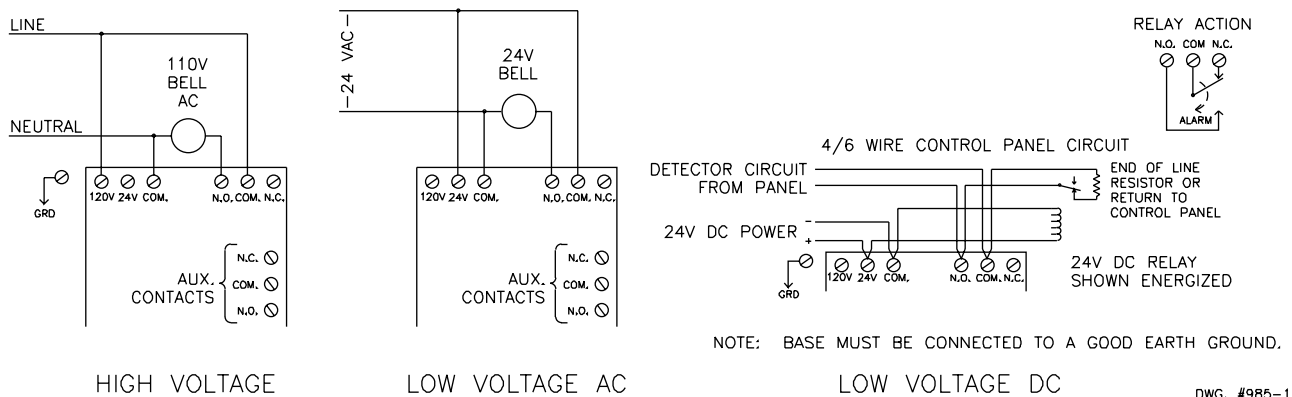 LINE
110V
BELL
AC
NEUTRAL
GRD
120V 24V COM. N.O. COM. N.C.
N.C.
AUX. COM.
CONTACTS
N.O.
HIGH VOLTAGE
24 VAC
24V
BELL
120V 24V COM. N.O. COM. N.C.
N.C.
AUX. COM.
CONTACTS
N.O.
LOW VOLTAGE AC
RELAY ACTION
N.O. COM N.C.
ALARM
4/6 WIRE CONTROL PANEL CIRCUIT
DETECTOR CIRCUIT
FROM PANEL
END OF LINE
RESISTOR OR
RETURN TO
CONTROL PANEL
24V DC POWER
-
+
GRD
120V 24V COM. N.O. COM. N.C.
24V DC RELAY
SHOWN ENERGIZED
NOTE: BASE MUST BE CONNECTED TO A GOOD EARTH GROUND.
LOW VOLTAGE DC
DWG. #985-1